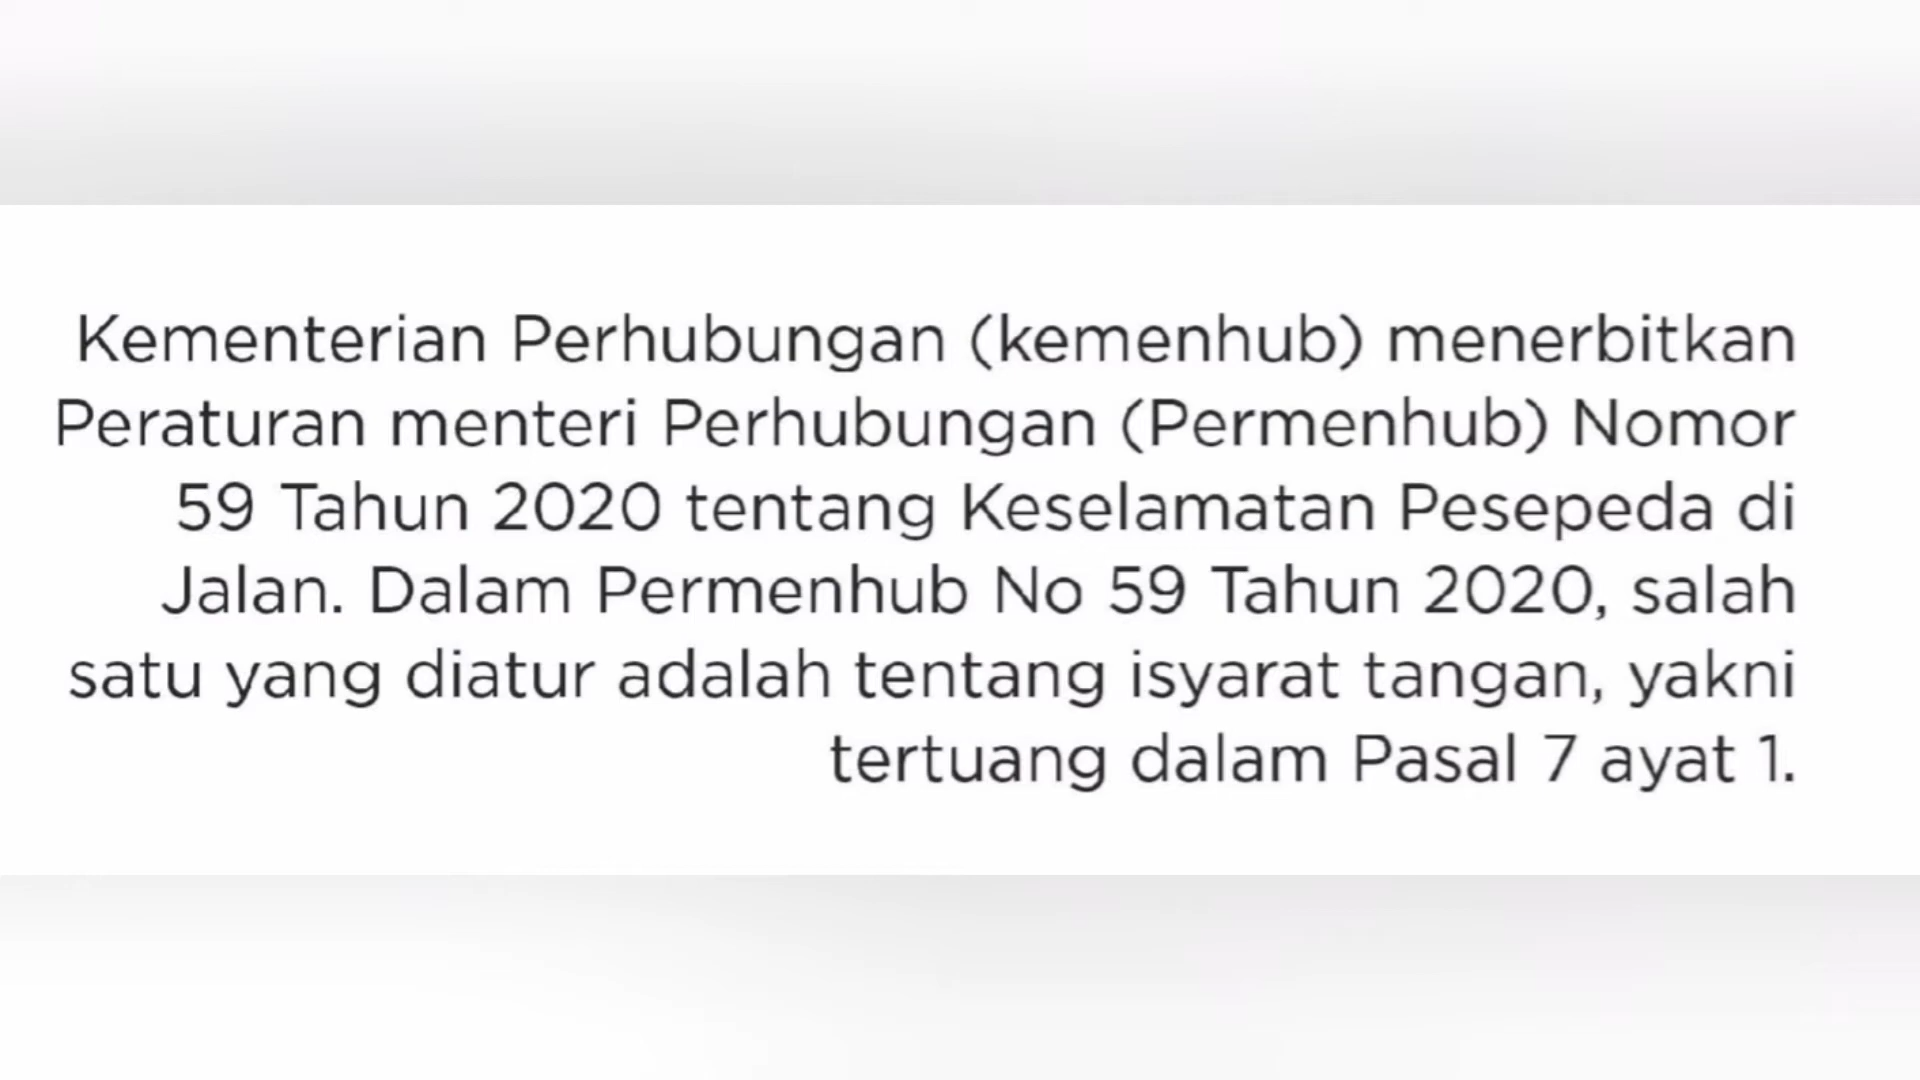 Kementerian Perhubungan (kemenhub) menerbitkan
Peraturan menteri Perhubungan (Permenhub) Nomor
59 Tahun 2020 tentang Keselamatan Pesepeda di
Jalan. Dalam Permenhub No 59 Tahun 2020, salah
satu yang diatur adalah tentang isyarat tangan, yakni
tertuang dalam Pasal 7 ayat 1.